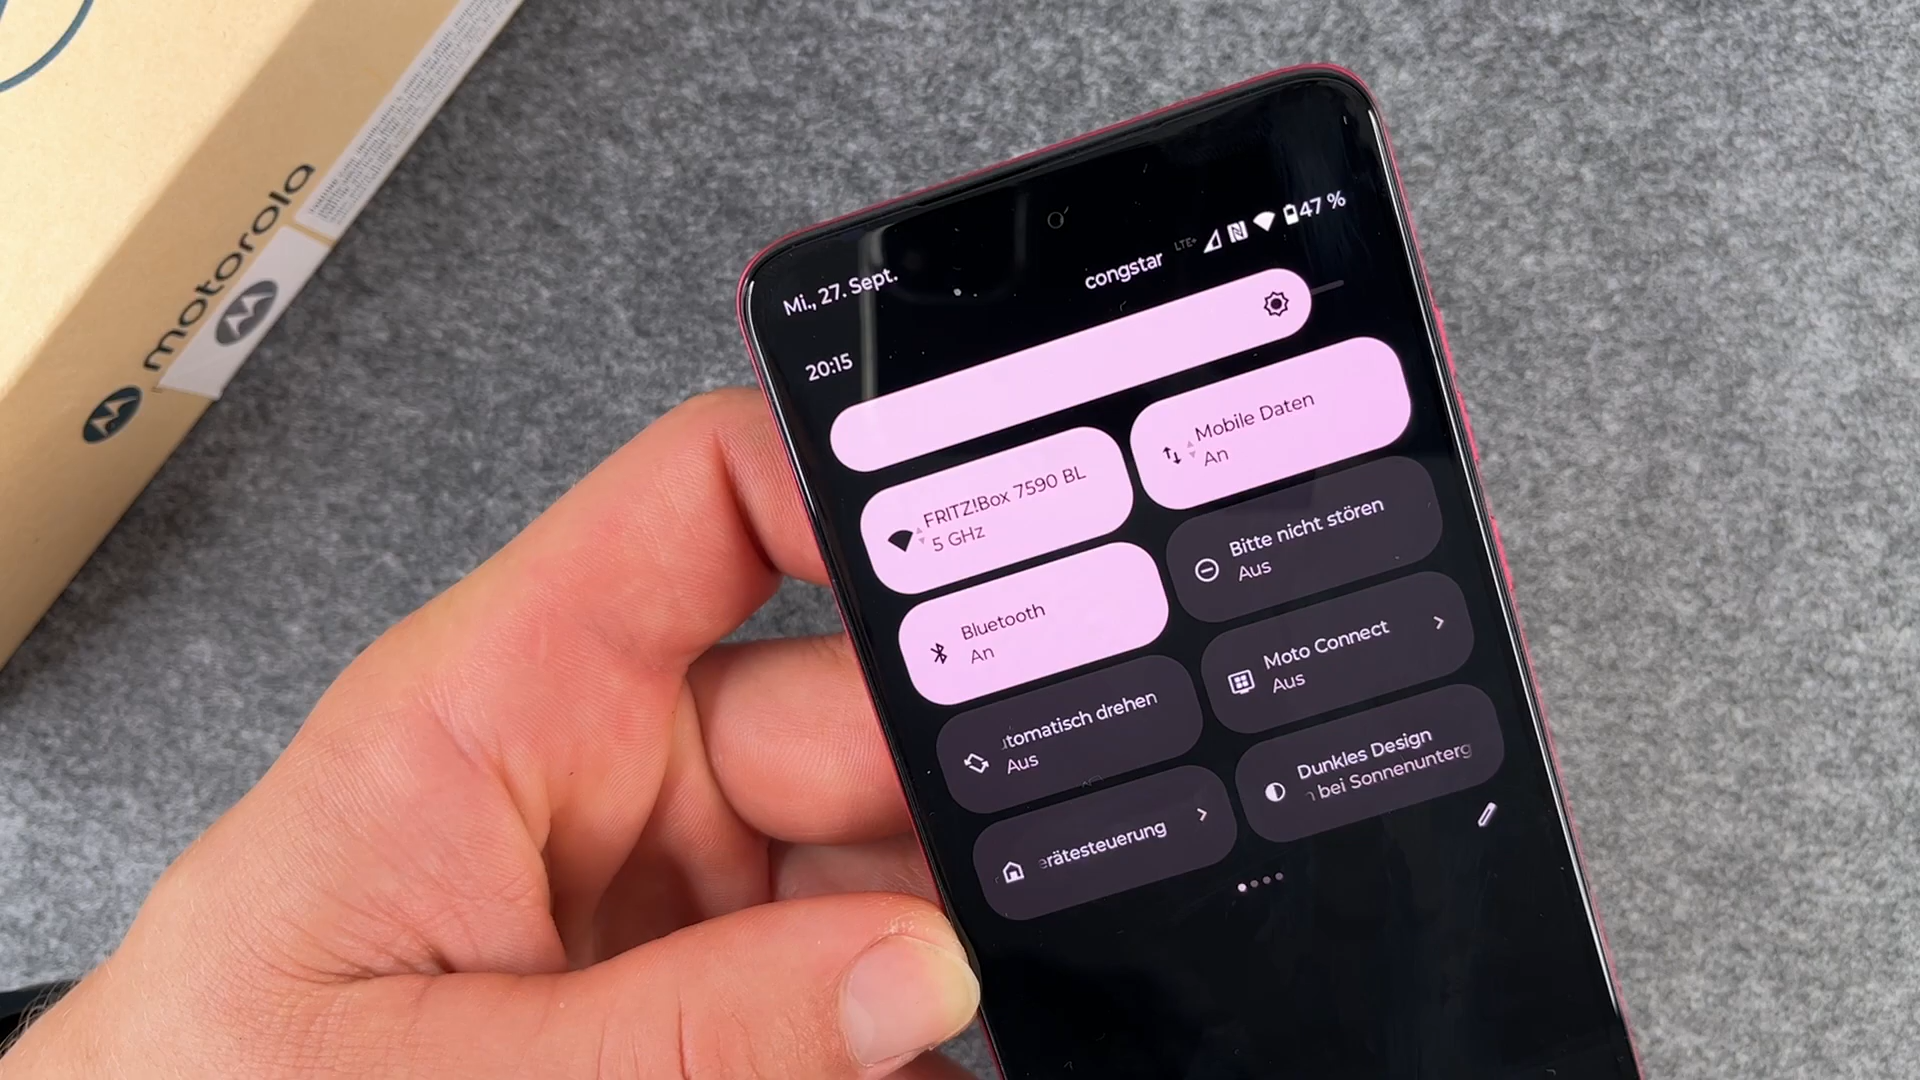 motorola
Mi., 27. Sept.
congstar
LTE+
47 %
20:15
FRITZ!Box 7590 BL
5 GHz
Mobile Daten
An
Bluetooth
An
Bitte nicht stören
Aus
utomatisch drehen
Aus
Moto Connect
Aus
erätesteuerung
Dunkles Design
n bei Sonnenunterg